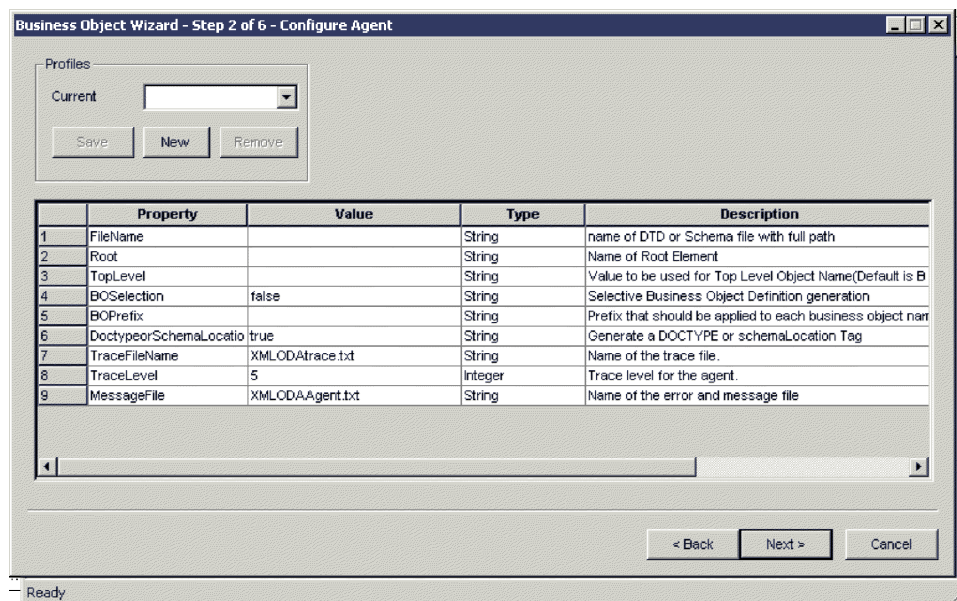 Business Object Wizard - Step 2 of 6 - Configure Agent
Profiles
Current
Save New Remove
Property Value Type Description
1 FileName String name of DTD or Schema file with full path
2 Root String Name of Root Element
3 TopLevel String Value to be used for Top Level Object Name(Default is B
4 BOSelection false String Selective Business Object Definition generation
5 BOPrefix String Prefix that should be applied to each business object nam
6 DoctypeorSchemaLocatio true String Generate a DOCTYPE or schemaLocation Tag
7 TraceFileName XMLODAtrace.txt String Name of the trace file.
8 TraceLevel 5 Integer Trace level for the agent.
9 MessageFile XMLODAAgent.txt String Name of the error and message file
< Back Next > Cancel
Ready